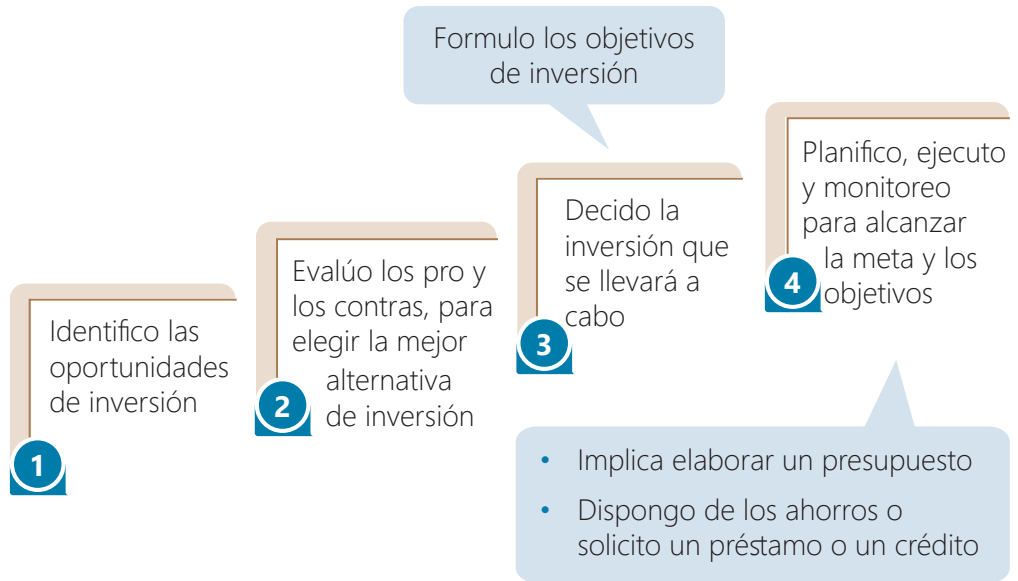 Formulo los objetivos
de inversión
Identifico las
oportunidades
de inversión
1
Evalúo los pro y
los contras, para
elegir la mejor
alternativa
de inversión
2
Decido la
inversión que
se llevará a
cabo
3
Planifico, ejecuto
y monitoreo
para alcanzar
la meta y los
objetivos
4
• Implica elaborar un presupuesto
• Dispongo de los ahorros o
solicito un préstamo o un crédito